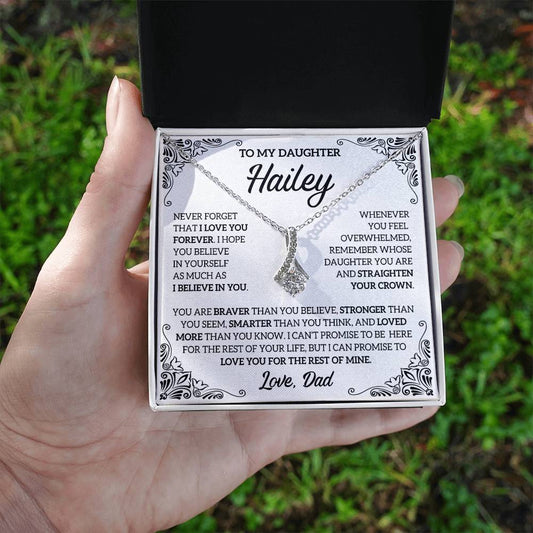 TO MY DAUGHTER
Hailey
NEVER FORGET
THAT I LOVE YOU
FOREVER. I HOPE
YOU BELIEVE
IN YOURSELF
AS MUCH AS
I BELIEVE IN YOU.
WHENEVER
YOU FEEL
OVERWHELMED,
REMEMBER WHOSE
DAUGHTER YOU ARE
AND STRAIGHTEN
YOUR CROWN.
YOU ARE BRAVER THAN YOU BELIEVE, STRONGER THAN
YOU SEEM, SMARTER THAN YOU THINK, AND LOVED
MORE THAN YOU KNOW. I CAN'T PROMISE TO BE HERE
FOR THE REST OF YOUR LIFE, BUT I CAN PROMISE TO
LOVE YOU FOR THE REST OF MINE.
Love, Dad